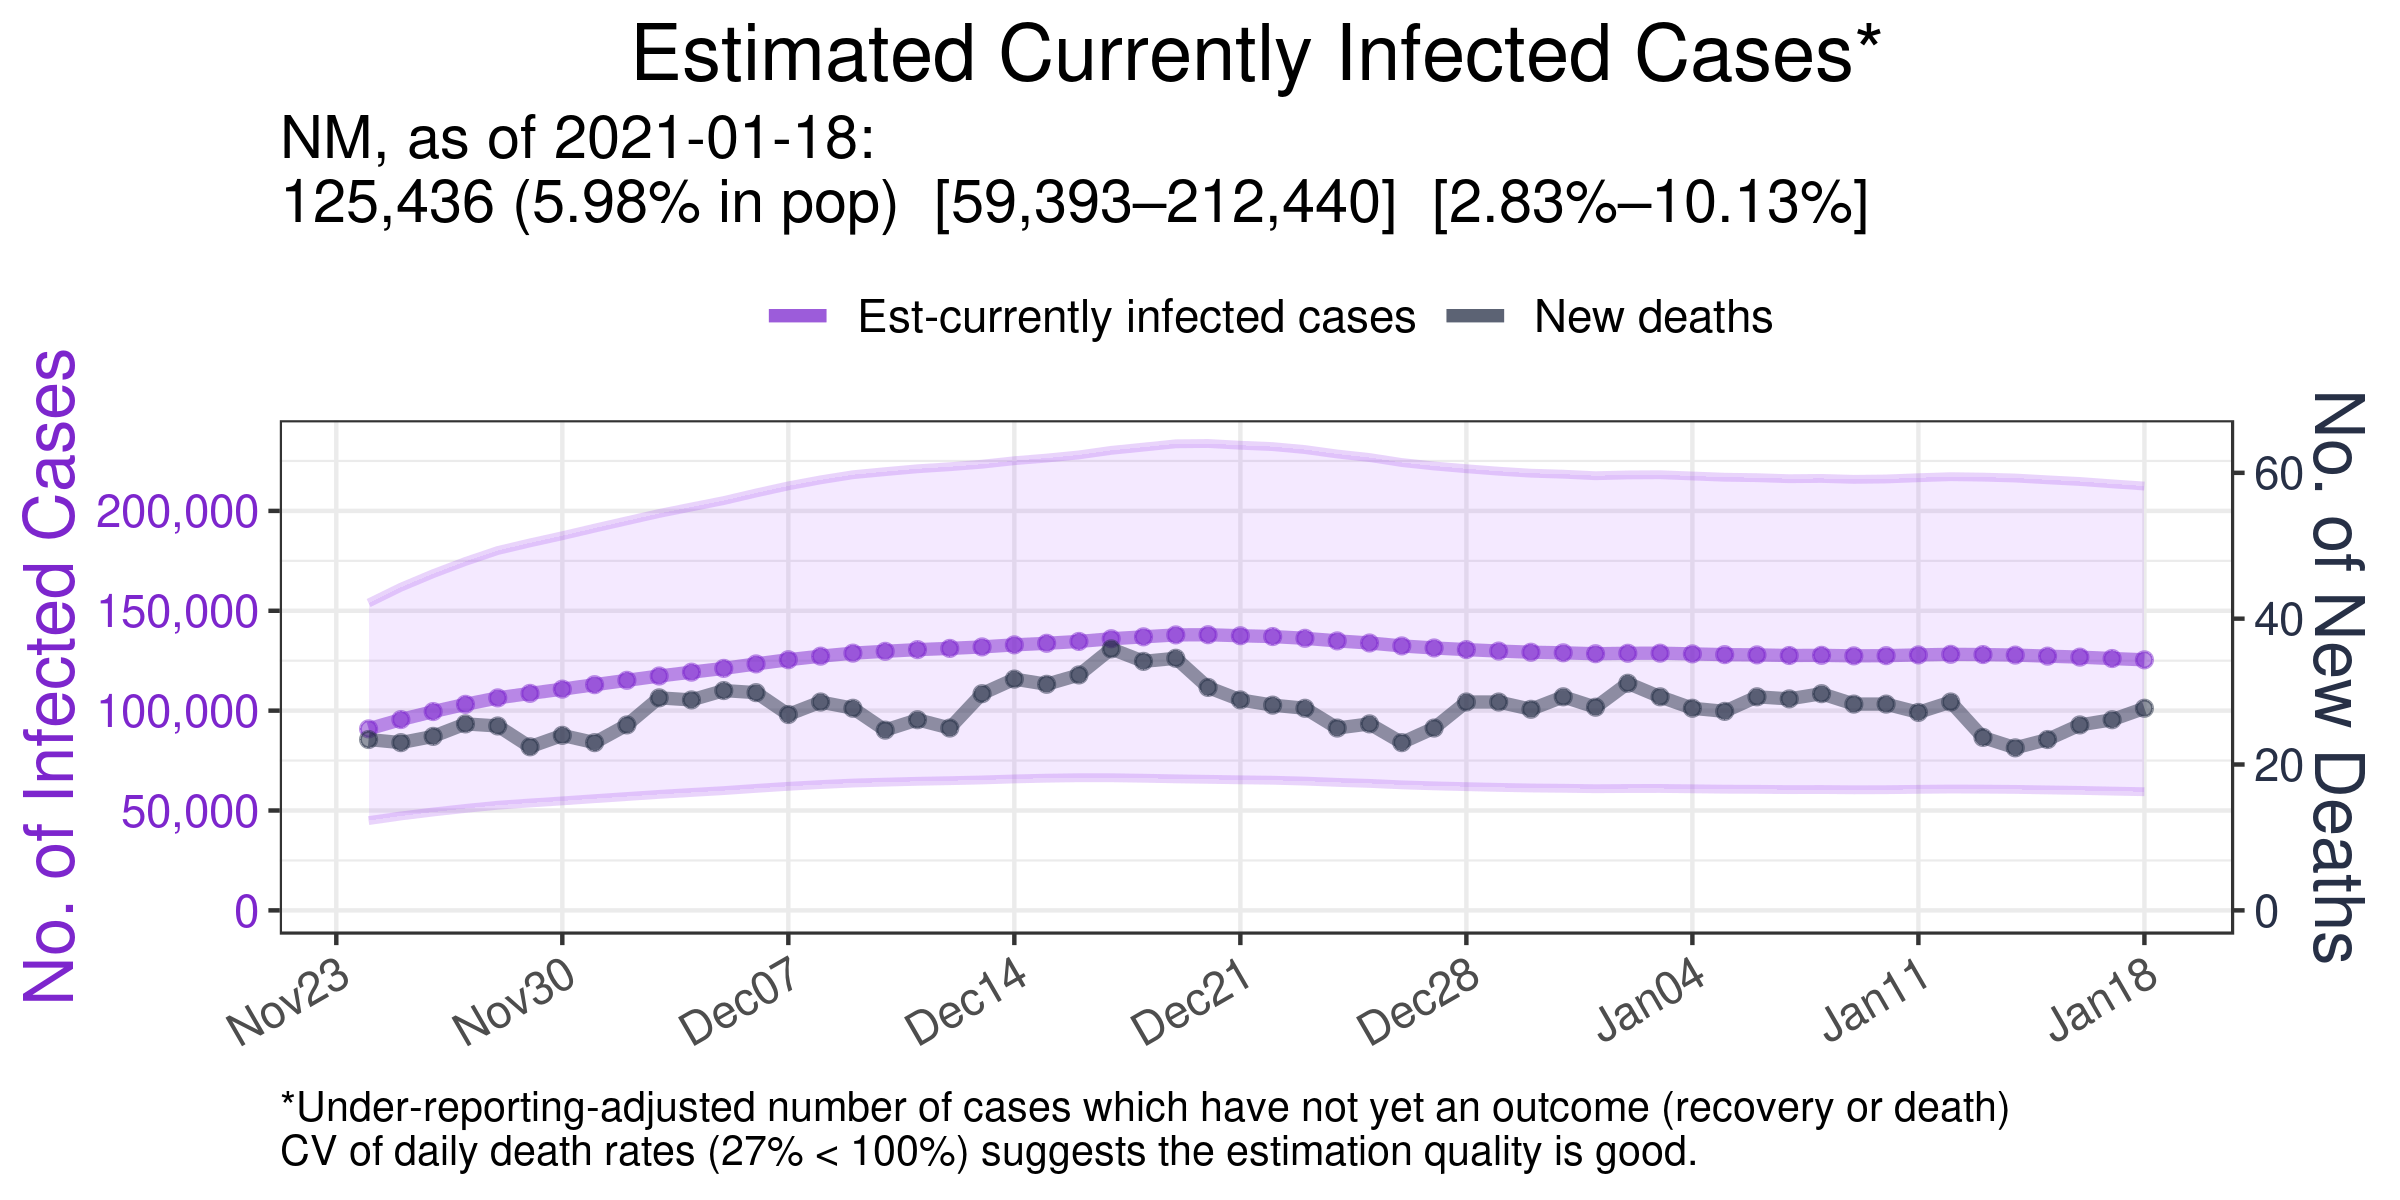 Estimated Currently Infected Cases*
NM, as of 2021-01-18:
125,436 (5.98% in pop)  [59,393–212,440]  [2.83%–10.13%]
Est-currently infected cases
New deaths
No. of Infected Cases
200,000
150,000
100,000
50,000
0
No. of New Deaths
60
40
20
0
Nov23
Nov30
Dec07
Dec14
Dec21
Dec28
Jan04
Jan11
Jan18
*Under-reporting-adjusted number of cases which have not yet an outcome (recovery or death)
CV of daily death rates (27% < 100%) suggests the estimation quality is good.